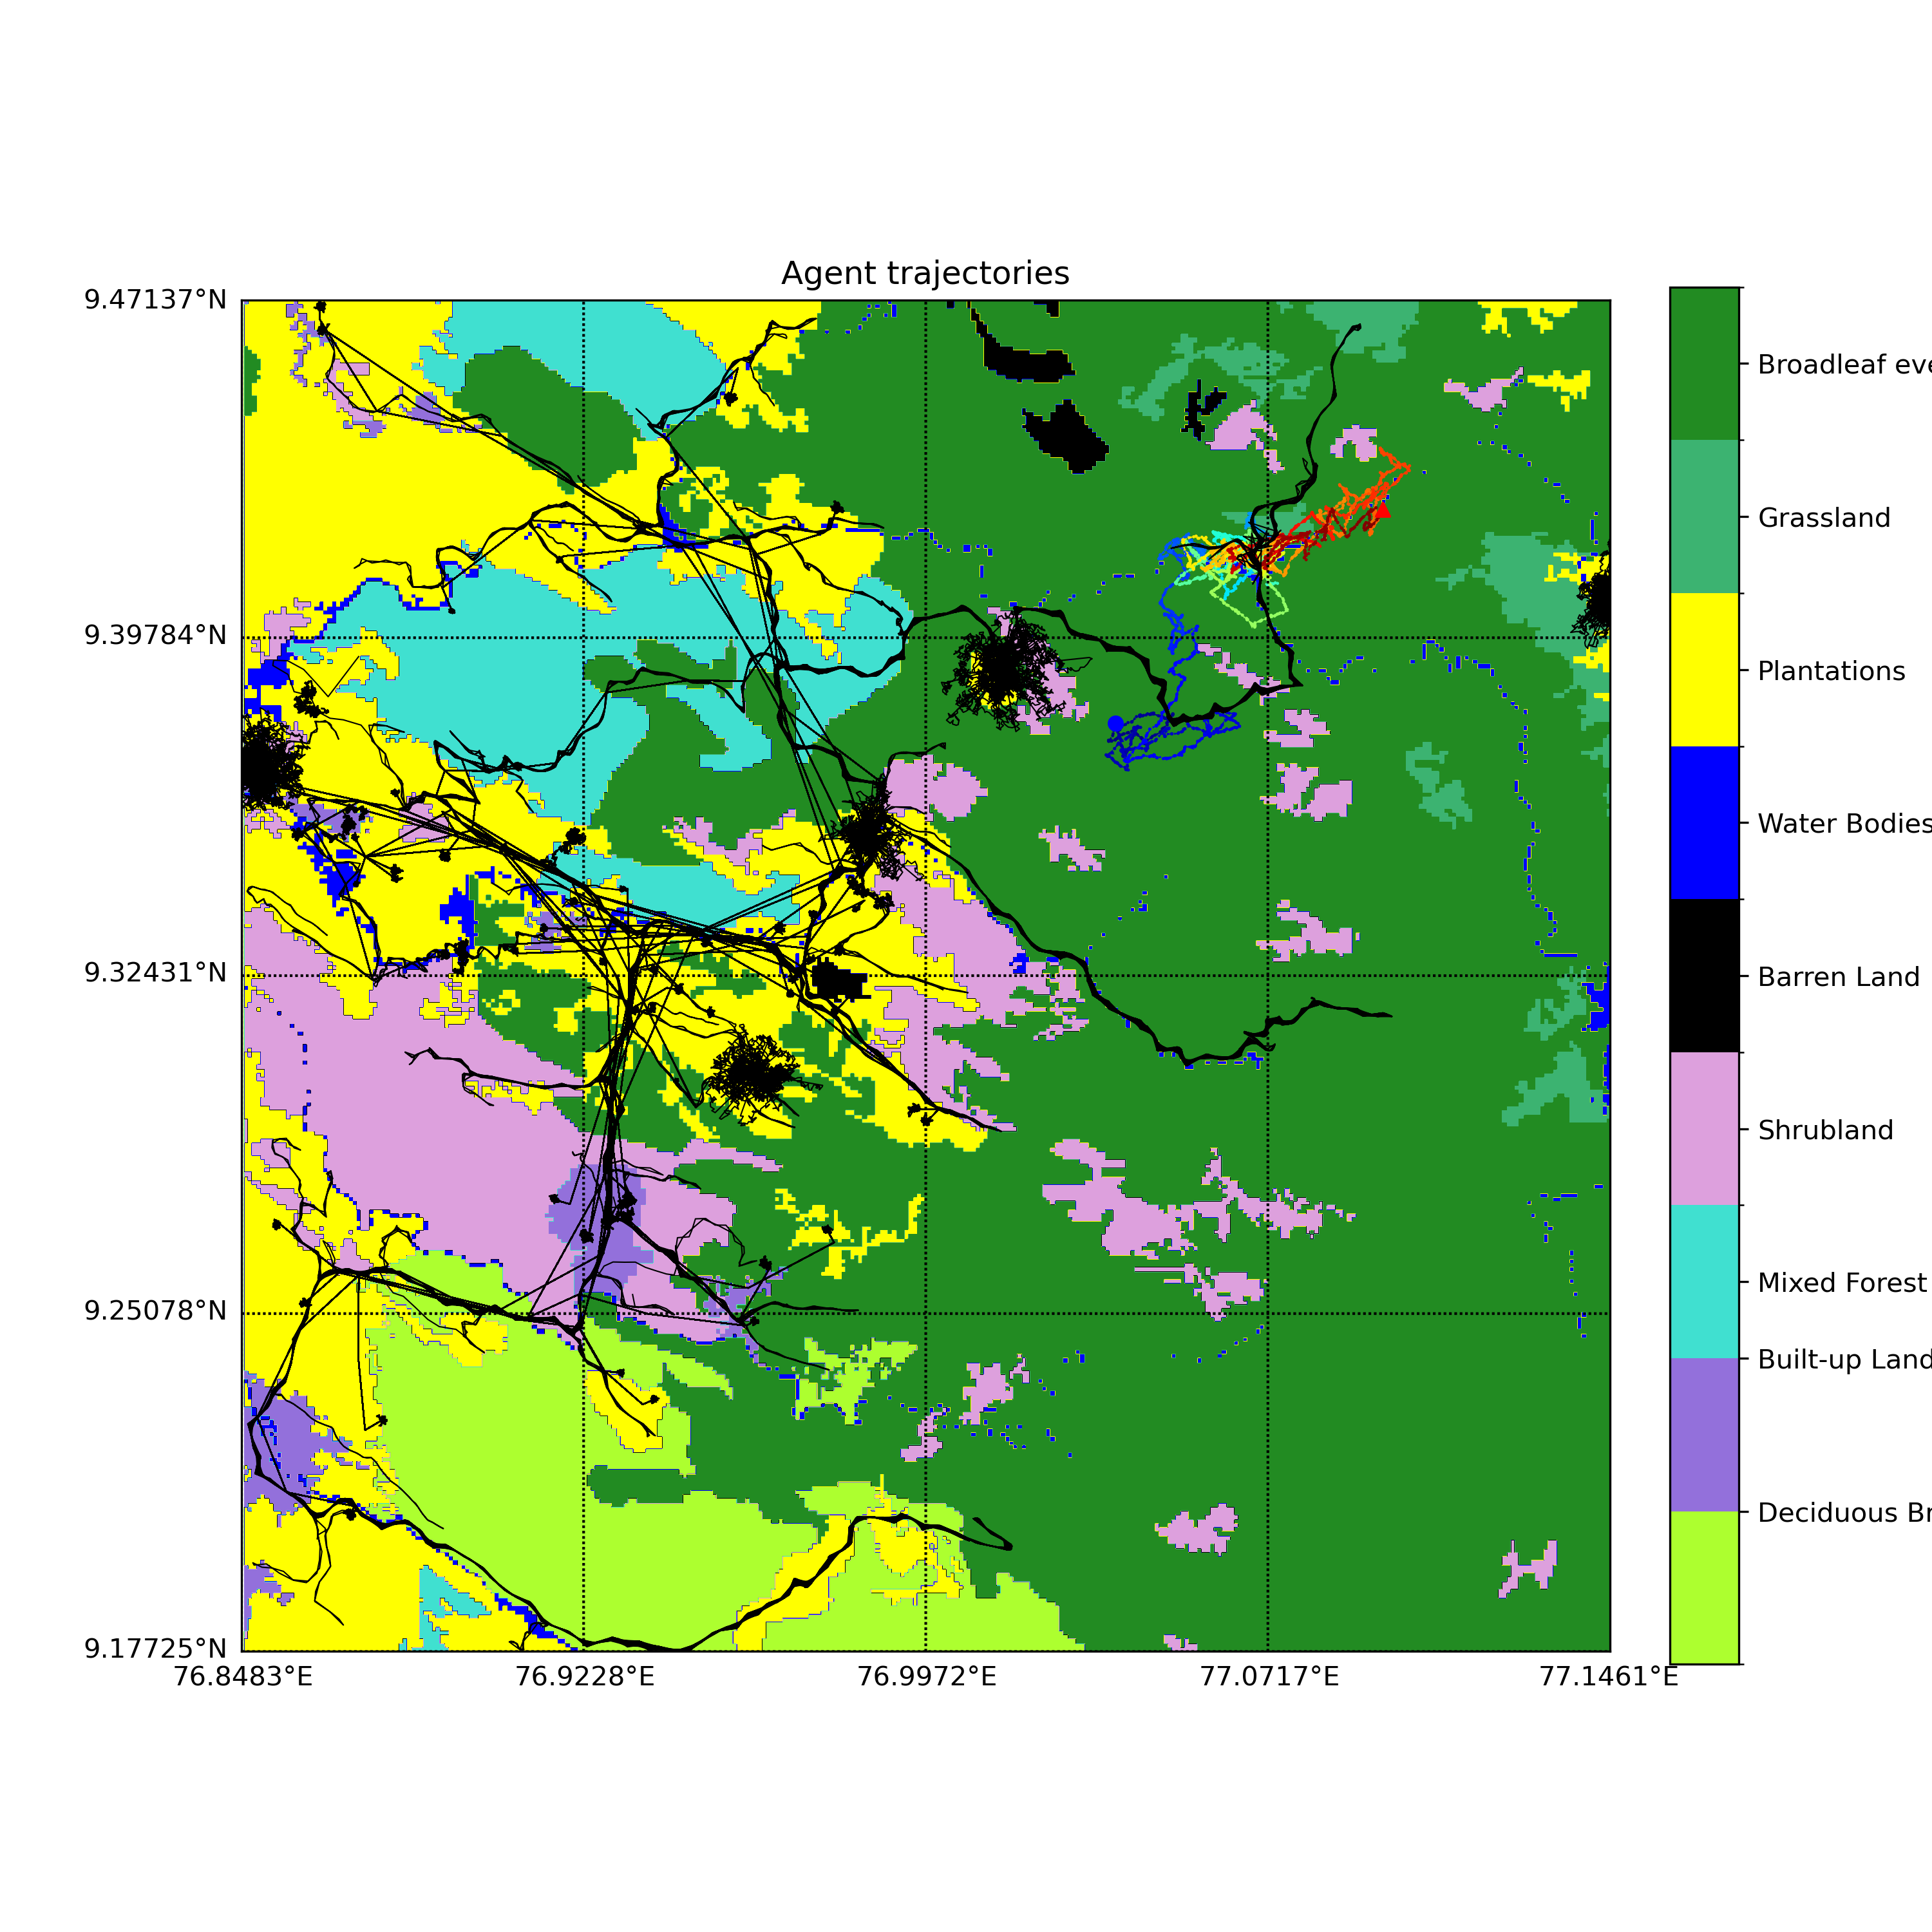 Agent trajectories
9.47137°N
9.39784°N
9.32431°N
9.25078°N
9.17725°N
76.8483°E
76.9228°E
76.9972°E
77.0717°E
77.1461°E
Broadleaf eve
Grassland
Plantations
Water Bodies
Barren Land
Shrubland
Mixed Forest
Built-up Land
Deciduous Br